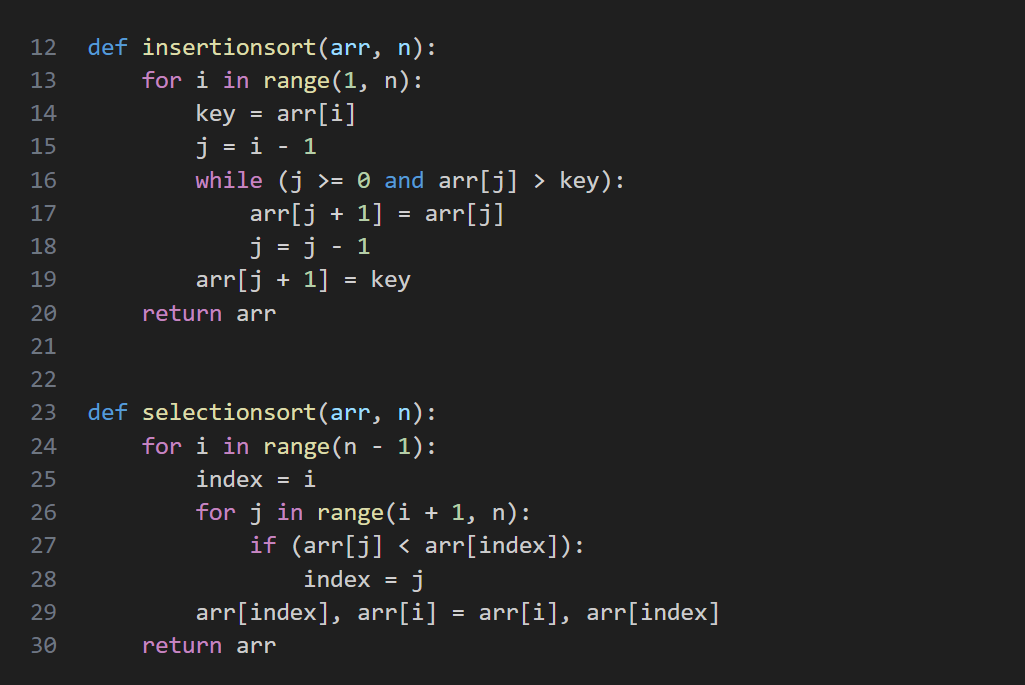 12 def insertionsort(arr, n):
13     for i in range(1, n):
14         key = arr[i]
15         j = i - 1
16         while (j >= 0 and arr[j] > key):
17             arr[j + 1] = arr[j]
18             j = j - 1
19         arr[j + 1] = key
20     return arr
21
22
23 def selectionsort(arr, n):
24     for i in range(n - 1):
25         index = i
26         for j in range(i + 1, n):
27             if (arr[j] < arr[index]):
28                 index = j
29         arr[index], arr[i] = arr[i], arr[index]
30     return arr